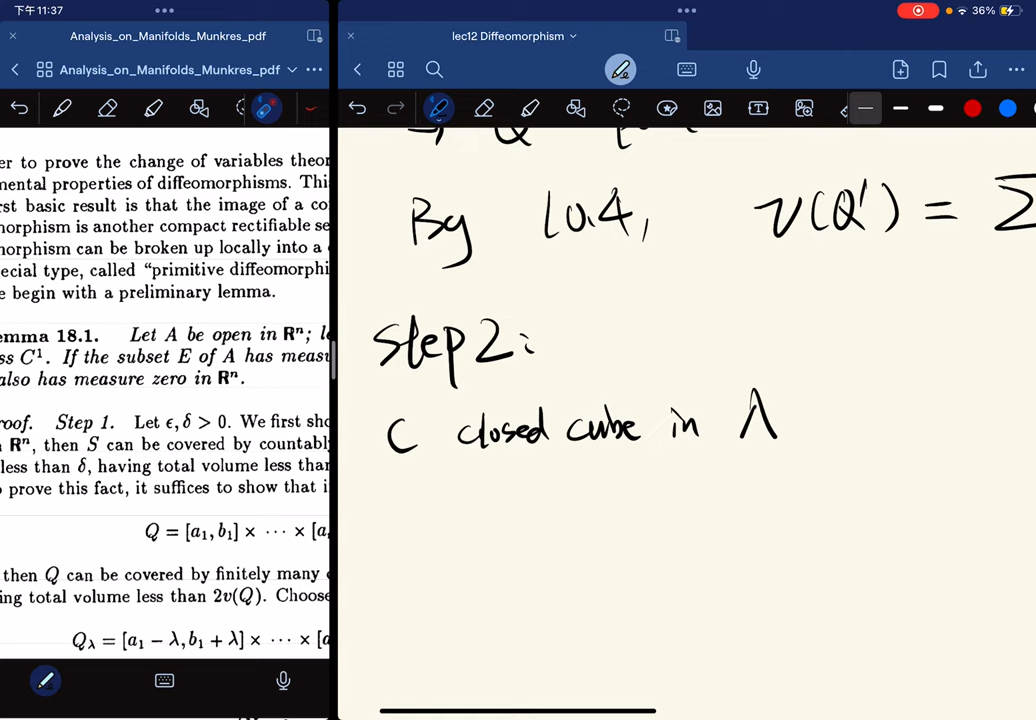 下午11:37
36%
Analysis_on_Manifolds_Munkres_pdf
lec12 Diffeomorphism
Analysis_on_Manifolds_Munkres_pdf
er to prove the change of variables theor
mental properties of diffeomorphisms. Thi
rst basic result is that the image of a co
morphism is another compact rectifiable se
morphism can be broken up locally into a
ecial type, called “primitive diffeomorphi
e begin with a preliminary lemma.
emma 18.1. Let A be open in Rⁿ; le
ss C¹. If the subset E of A has measu
also has measure zero in Rⁿ.
roof. Step 1. Let ϵ, δ > 0. We first sho
Rⁿ, then S can be covered by countabl
less than δ, having total volume less than
o prove this fact, it suffices to show that i
Q = [a₁, b₁] × ⋯ × [a
then Q can be covered by finitely many
ing total volume less than 2v(Q). Choose
Q_λ = [a₁ − λ, b₁ + λ] × ⋯ × [a
By 10.4, v(Q') = Σ
Step 2:
C closed cube in